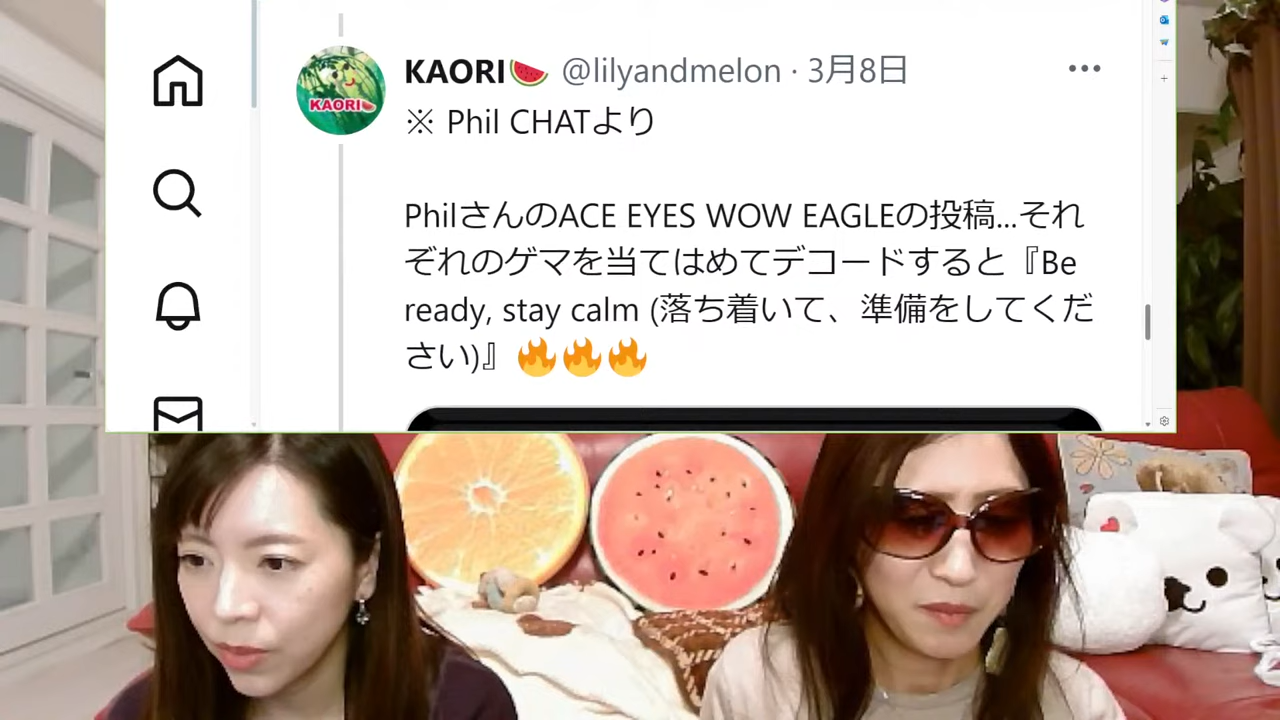 KAORI🍉 @lilyandmelon · 3月8日
KAORI🍉
※ Phil CHATより
PhilさんのACE EYES WOW EAGLEの投稿...それ
ぞれのゲマを当てはめてデコードすると『Be
ready, stay calm (落ち着いて、準備をしてくだ
さい)』🔥🔥🔥